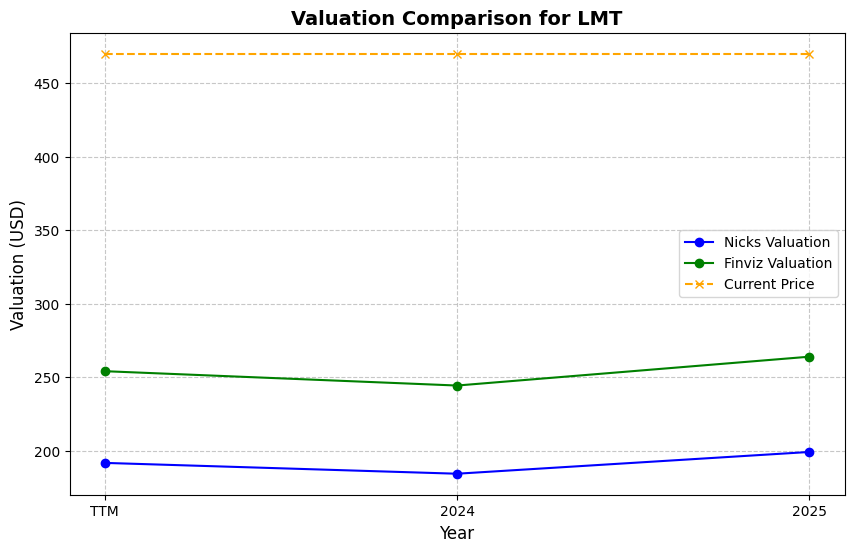 Valuation Comparison for LMT
Valuation (USD)
450
400
350
300
250
200
Nicks Valuation
Finviz Valuation
Current Price
TTM
2024
2025
Year